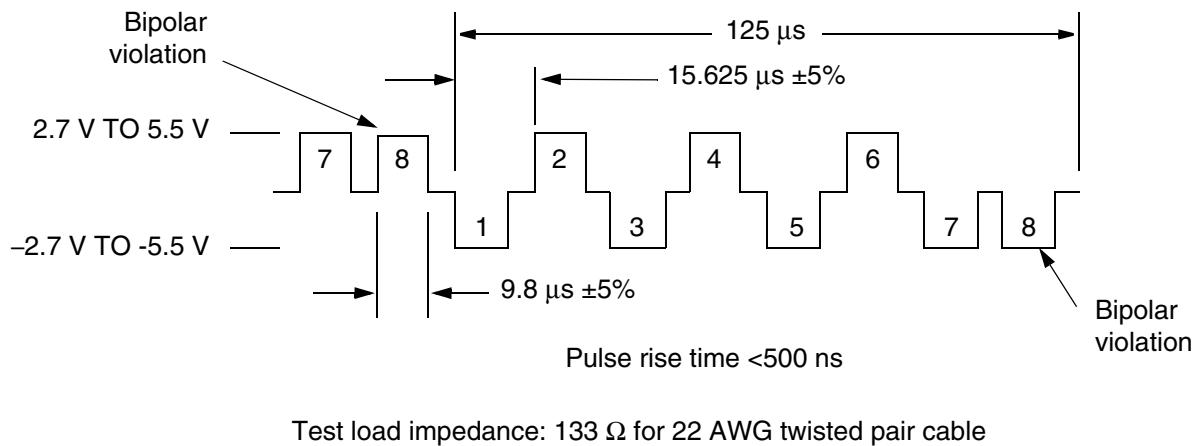 Bipolar
violation
125 µs
15.625 µs ±5%
2.7 V TO 5.5 V
7 8 2 4 6
1 3 5 7 8
–2.7 V TO -5.5 V
9.8 µs ±5%
Bipolar
violation
Pulse rise time <500 ns
Test load impedance: 133 Ω for 22 AWG twisted pair cable